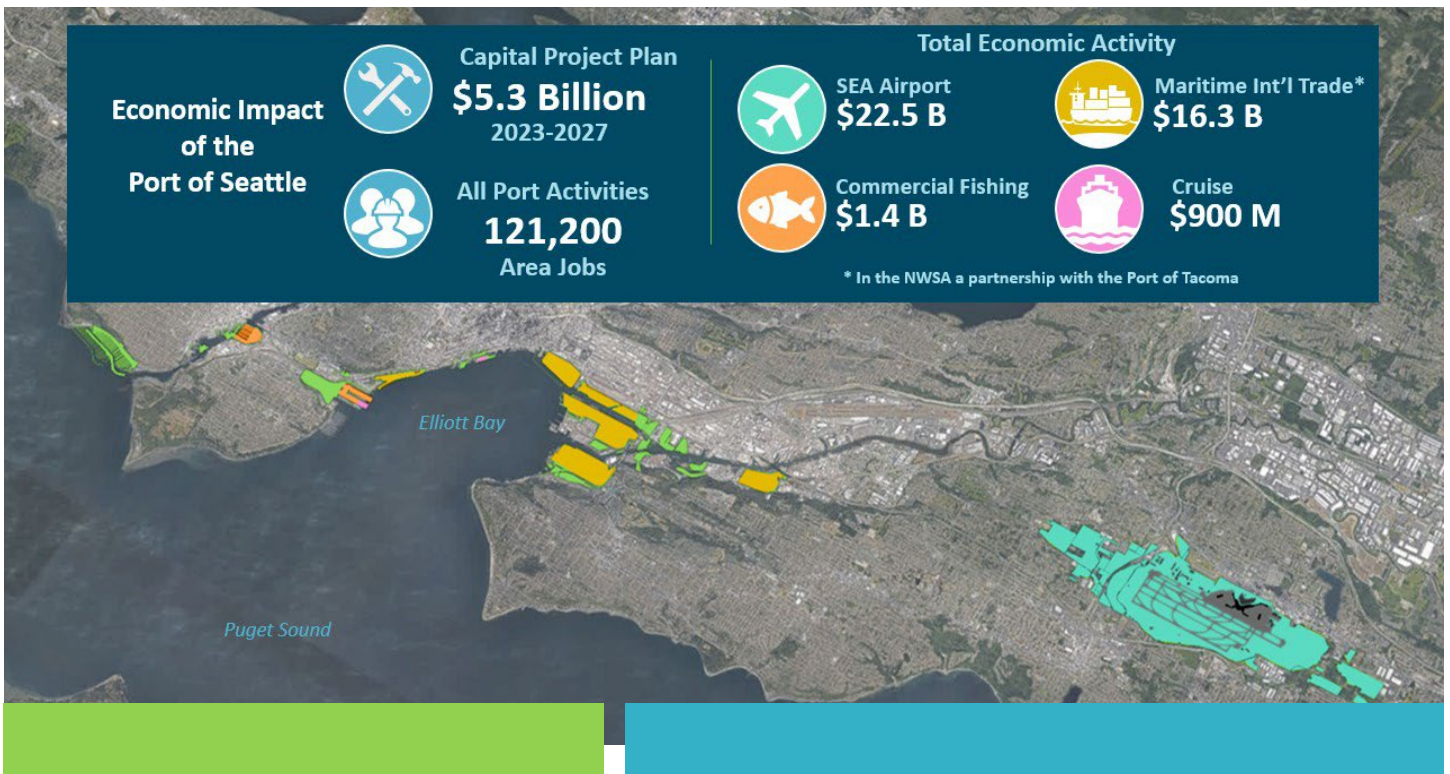 Economic Impact
of the
Port of Seattle
Capital Project Plan
$5.3 Billion
2023-2027
All Port Activities
121,200
Area Jobs
Total Economic Activity
SEA Airport
$22.5 B
Maritime Int'l Trade*
$16.3 B
Commercial Fishing
$1.4 B
Cruise
$900 M
* In the NWSA a partnership with the Port of Tacoma
Elliott Bay
Puget Sound